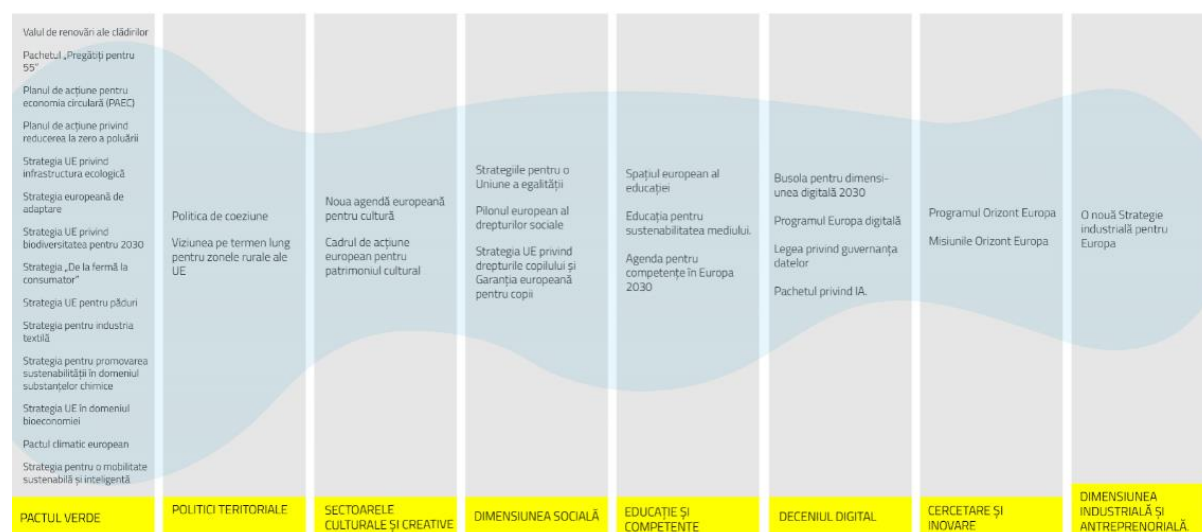 Valul de renovări ale clădirilor
Pachetul „Pregătiți pentru
55”
Planul de acțiune pentru
economia circulară (PAEC)
Planul de acțiune privind
reducerea la zero a poluării
Strategia UE privind
infrastructura ecologică
Strategia europeană de
adaptare
Strategia UE privind
biodiversitatea pentru 2030
Strategia „De la fermă la
consumator”
Strategia UE pentru păduri
Strategia pentru industria
textilă
Strategia pentru promovarea
sustenabilității în domeniul
substanțelor chimice
Strategia UE în domeniul
bioeconomiei
Pactul climatic european
Strategia pentru o mobilitate
sustenabilă și inteligentă
PACTUL VERDE
Politica de coeziune
Viziunea pe termen lung
pentru zonele rurale ale
UE
POLITICI TERITORIALE
Noua agendă europeană
pentru cultură
Cadrul de acțiune
european pentru
patrimoniul cultural
SECTOARELE
CULTURALE ȘI CREATIVE
Strategiile pentru o
Uniune a egalității
Pilonul european al
drepturilor sociale
Strategia UE privind
drepturile copilului și
Garanția europeană
pentru copii
DIMENSIUNEA SOCIALĂ
Spațiul european al
educației
Educația pentru
sustenabilitatea mediului.
Agenda pentru
competențe în Europa
2030
EDUCAȚIE ȘI
COMPETENȚE
Busola pentru dimensi-
unea digitală 2030
Programul Europa digitală
Legea privind guvernanța
datelor
Pachetul privind IA.
DECENIUL DIGITAL
Programul Orizont Europa
Misiunile Orizont Europa
CERCETARE ȘI
INOVARE
O nouă Strategie
industrială pentru
Europa
DIMENSIUNEA
INDUSTRIALĂ ȘI
ANTREPRENORIALĂ.